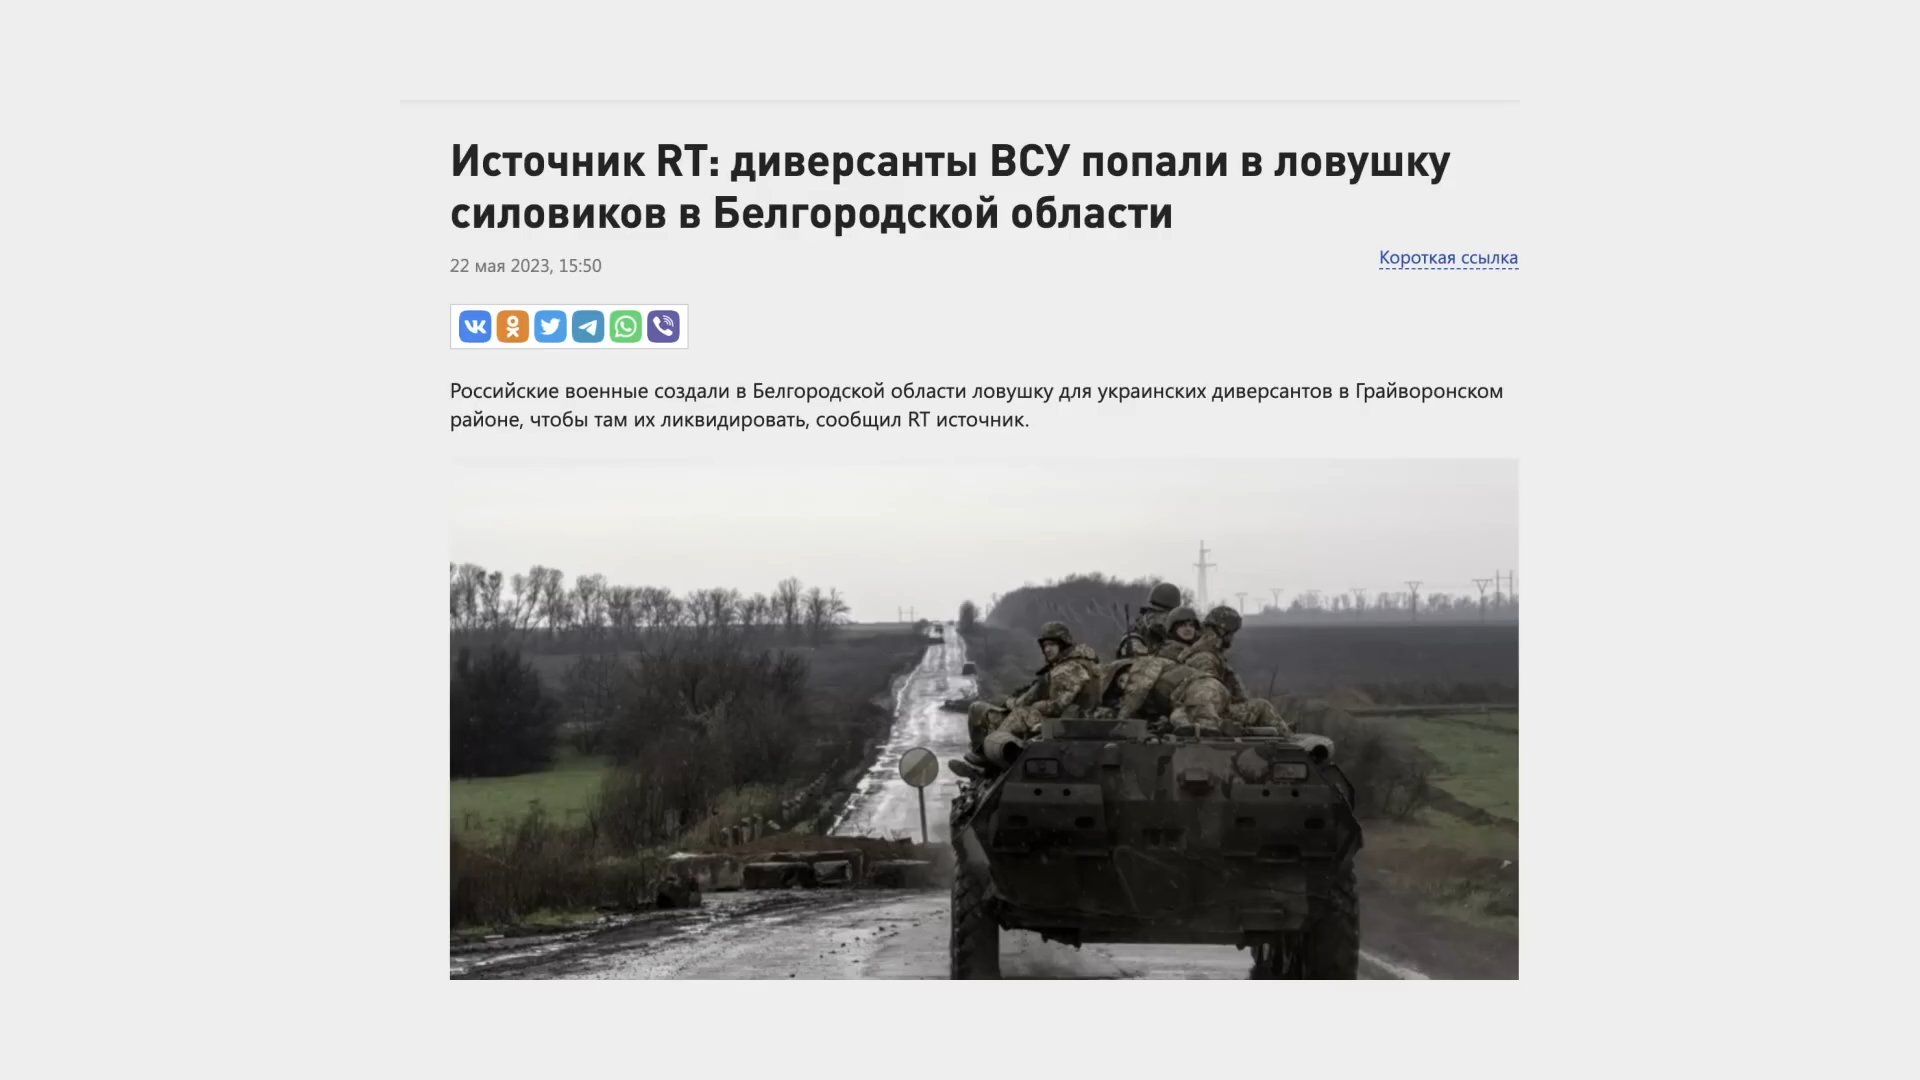 Источник RT: диверсанты ВСУ попали в ловушку
силовиков в Белгородской области
22 мая 2023, 15:50
Короткая ссылка
Российские военные создали в Белгородской области ловушку для украинских диверсантов в Грайворонском
районе, чтобы там их ликвидировать, сообщил RT источник.